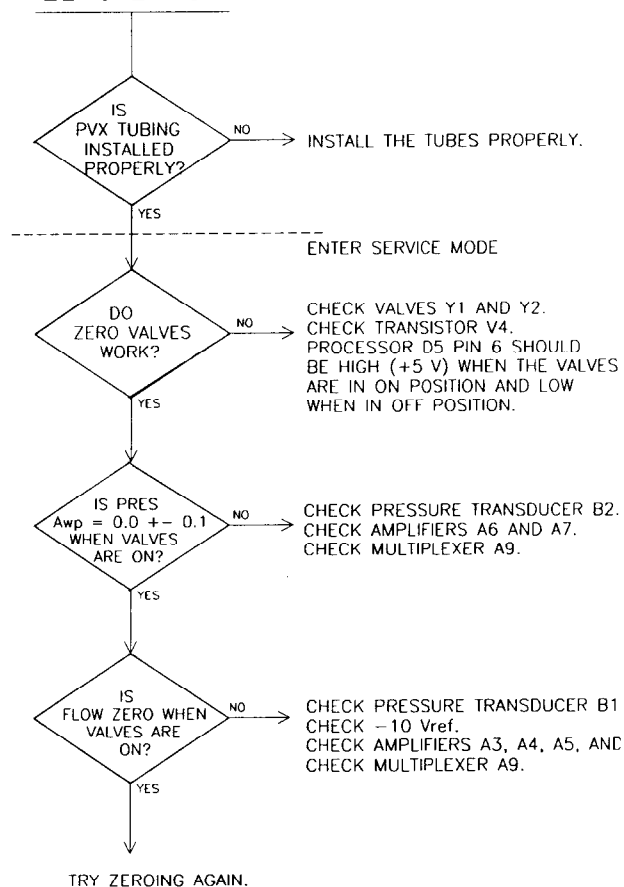 IS
PVX TUBING
INSTALLED
PROPERLY?
NO
INSTALL THE TUBES PROPERLY.
YES
ENTER SERVICE MODE
DO
ZERO VALVES
WORK?
NO
CHECK VALVES Y1 AND Y2.
CHECK TRANSISTOR V4.
PROCESSOR D5 PIN 6 SHOULD
BE HIGH (+5 V) WHEN THE VALVES
ARE IN ON POSITION AND LOW
WHEN IN OFF POSITION.
YES
IS PRES
Awp = 0.0 +- 0.1
WHEN VALVES
ARE ON?
NO
CHECK PRESSURE TRANSDUCER B2.
CHECK AMPLIFIERS A6 AND A7.
CHECK MULTIPLEXER A9.
YES
IS
FLOW ZERO WHEN
VALVES ARE
ON?
NO
CHECK PRESSURE TRANSDUCER B1
CHECK -10 Vref.
CHECK AMPLIFIERS A3, A4, A5, AND
CHECK MULTIPLEXER A9.
YES
TRY ZEROING AGAIN.